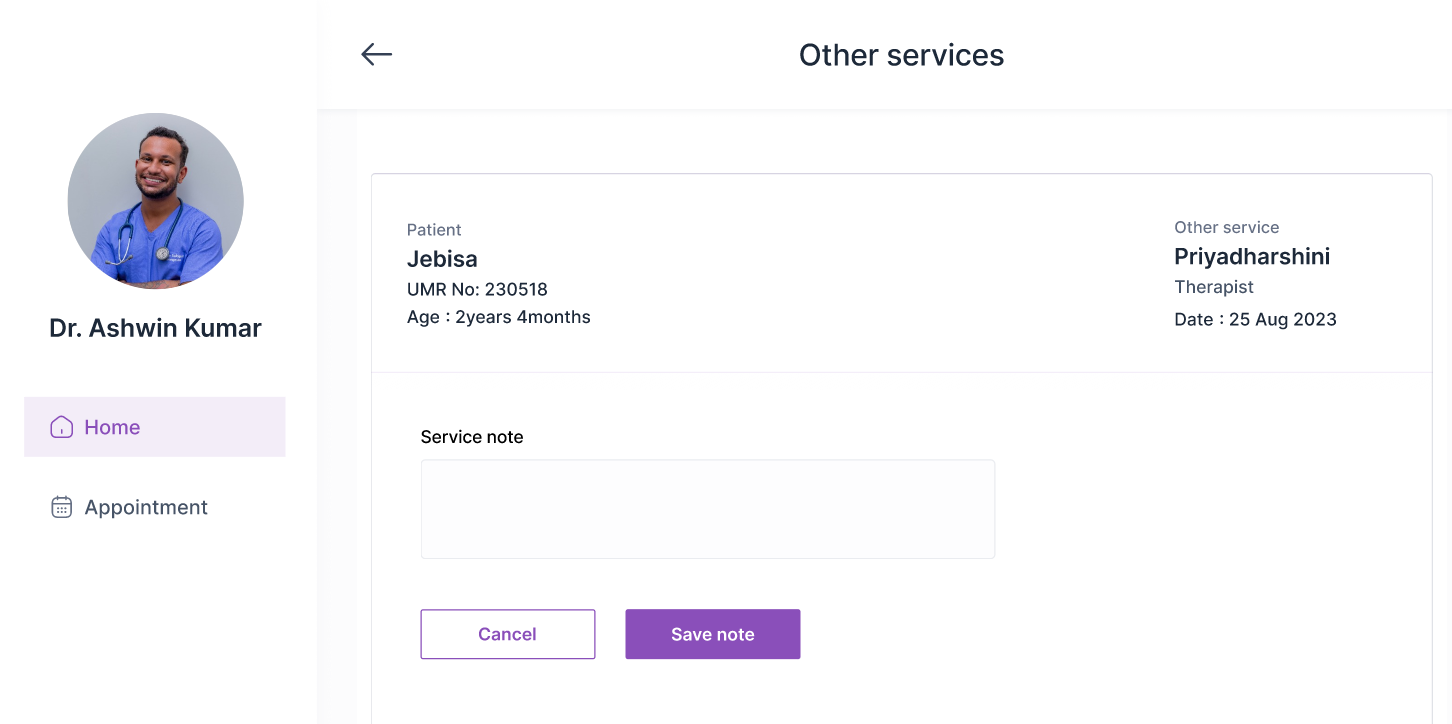 Other services
Dr. Ashwin Kumar
Home
Appointment
Patient
Jebisa
UMR No: 230518
Age : 2years 4months
Other service
Priyadharshini
Therapist
Date : 25 Aug 2023
Service note
Cancel
Save note